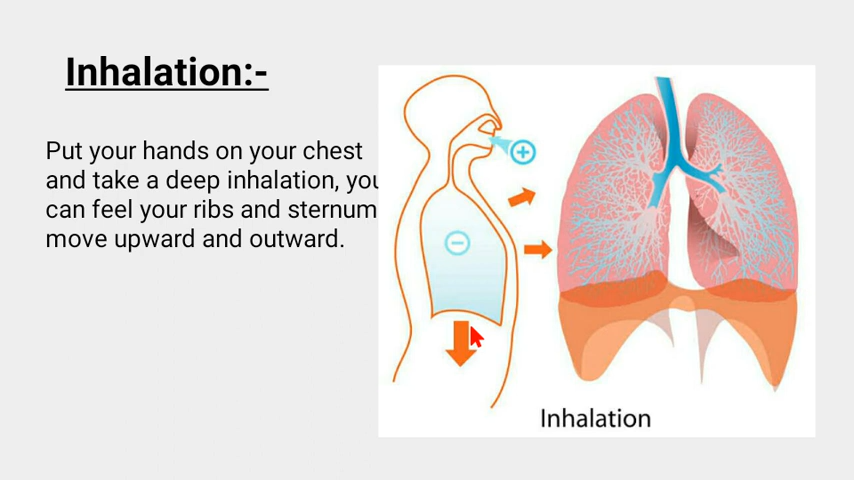 Inhalation:-
Put your hands on your chest
and take a deep inhalation, you
can feel your ribs and sternum
move upward and outward.
Inhalation